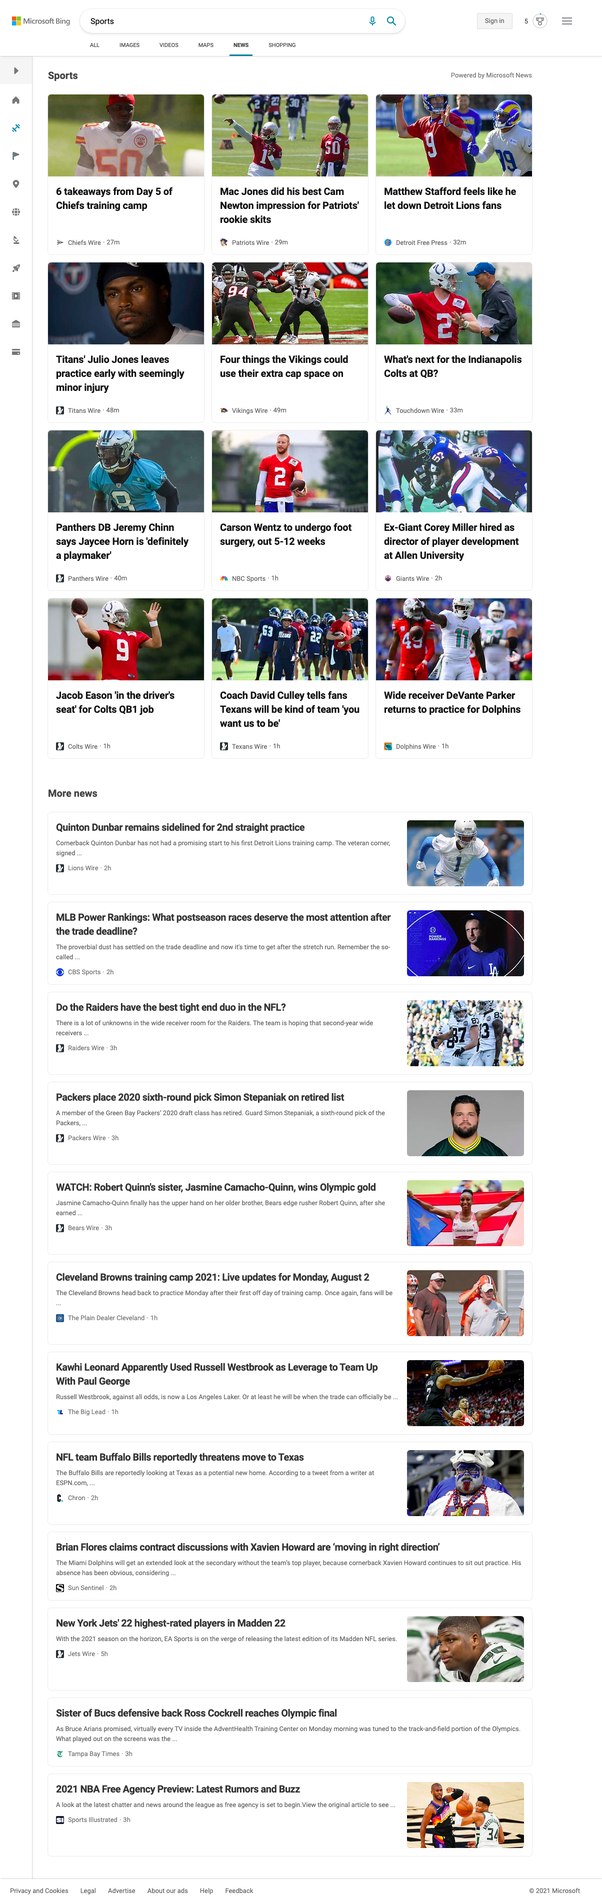 Microsoft Bing
Sports
Sign in
5
ALL IMAGES VIDEOS MAPS NEWS SHOPPING
Sports
Powered by Microsoft News
6 takeaways from Day 5 of
Chiefs training camp
Chiefs Wire · 27m
Mac Jones did his best Cam
Newton impression for Patriots'
rookie skits
Patriots Wire · 29m
Matthew Stafford feels like he
let down Detroit Lions fans
Detroit Free Press · 32m
Titans' Julio Jones leaves
practice early with seemingly
minor injury
Titans Wire · 48m
Four things the Vikings could
use their extra cap space on
Vikings Wire · 49m
What's next for the Indianapolis
Colts at QB?
Touchdown Wire · 33m
Panthers DB Jeremy Chinn
says Jaycee Horn is 'definitely
a playmaker'
Panthers Wire · 40m
Carson Wentz to undergo foot
surgery, out 5-12 weeks
NBC Sports · 1h
Ex-Giant Corey Miller hired as
director of player development
at Allen University
Giants Wire · 2h
Jacob Eason 'in the driver's
seat' for Colts QB1 job
Colts Wire · 1h
Coach David Culley tells fans
Texans will be kind of team 'you
want us to be'
Texans Wire · 1h
Wide receiver DeVante Parker
returns to practice for Dolphins
Dolphins Wire · 1h
More news
Quinton Dunbar remains sidelined for 2nd straight practice
Cornerback Quinton Dunbar has not had a promising start to his first Detroit Lions training camp. The veteran corner,
signed ...
Lions Wire · 2h
MLB Power Rankings: What postseason races deserve the most attention after
the trade deadline?
The proverbial dust has settled on the trade deadline and now it's time to get after the stretch run. Remember the so-
called ...
CBS Sports · 2h
Do the Raiders have the best tight end duo in the NFL?
There is a lot of unknowns in the wide receiver room for the Raiders. The team is hoping that second-year wide
receivers ...
Raiders Wire · 3h
Packers place 2020 sixth-round pick Simon Stepaniak on retired list
A member of the Green Bay Packers' 2020 draft class has retired. Guard Simon Stepaniak, a sixth-round pick of the
Packers, ...
Packers Wire · 3h
WATCH: Robert Quinn's sister, Jasmine Camacho-Quinn, wins Olympic gold
Jasmine Camacho-Quinn finally has the upper hand on her older brother, Bears edge rusher Robert Quinn, after she
earned ...
Bears Wire · 3h
Cleveland Browns training camp 2021: Live updates for Monday, August 2
The Cleveland Browns head back to practice Monday after their first off day of training camp. Once again, fans will be
...
The Plain Dealer Cleveland · 1h
Kawhi Leonard Apparently Used Russell Westbrook as Leverage to Team Up
With Paul George
Russell Westbrook, against all odds, is now a Los Angeles Laker. Or at least he will be when the trade can officially be ...
The Big Lead · 1h
NFL team Buffalo Bills reportedly threatens move to Texas
The Buffalo Bills are reportedly looking at Texas as a potential new home. According to a tweet from a writer at
ESPN.com, ...
Chron · 2h
Brian Flores claims contract discussions with Xavien Howard are 'moving in right direction'
The Miami Dolphins will get an extended look at the secondary without the team's top player, because cornerback Xavien Howard continues to sit out practice. His
absence has been obvious, considering ...
Sun Sentinel · 2h
New York Jets' 22 highest-rated players in Madden 22
With the 2021 season on the horizon, EA Sports is on the verge of releasing the latest edition of its Madden NFL series.
Jets Wire · 5h
Sister of Bucs defensive back Ross Cockrell reaches Olympic final
As Bruce Arians promised, virtually every TV inside the AdventHealth Training Center on Monday morning was tuned to the track-and-field portion of the Olympics.
What played out on the screens was the ...
Tampa Bay Times · 3h
2021 NBA Free Agency Preview: Latest Rumors and Buzz
A look at the latest chatter and news around the league as free agency is set to begin.View the original article to see ...
Sports Illustrated · 3h
Privacy and Cookies Legal Advertise About our ads Help Feedback
© 2021 Microsoft